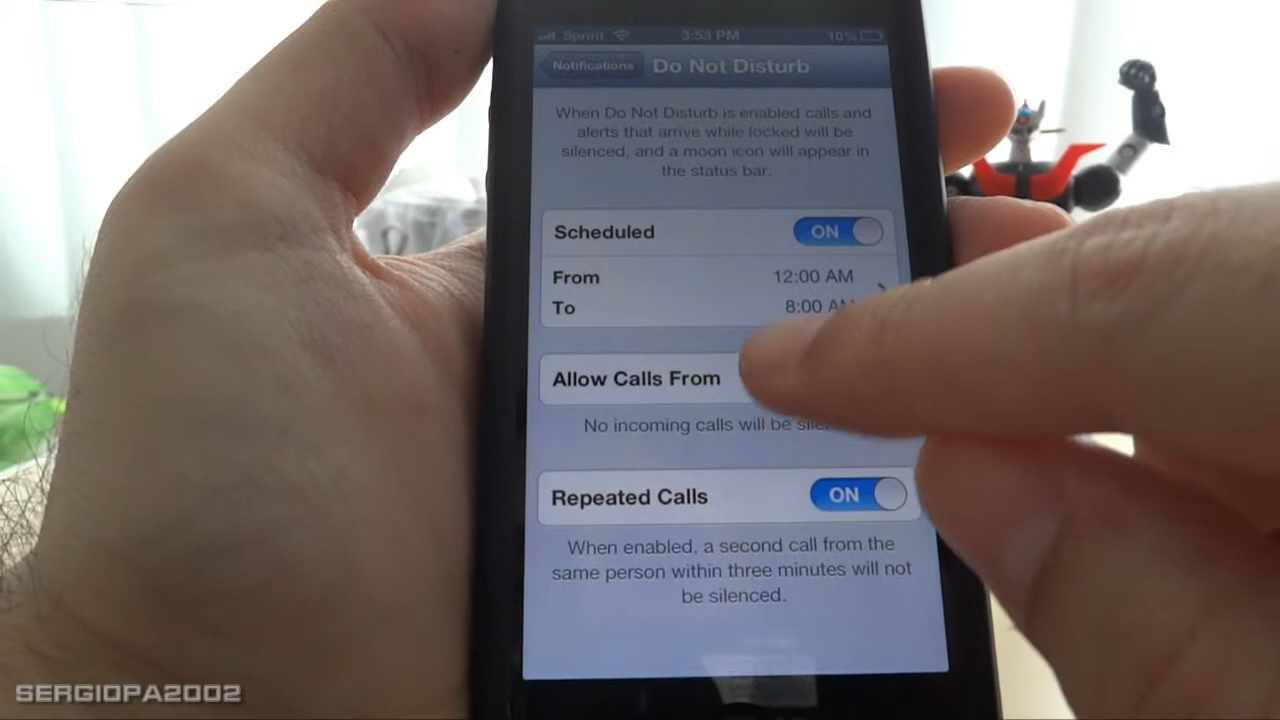 Sprint 3:53 PM 10%
Notifications Do Not Disturb
When Do Not Disturb is enabled calls and
alerts that arrive while locked will be
silenced, and a moon icon will appear in
the status bar.
Scheduled ON
From 12:00 AM
To 8:00 AM
Allow Calls From
No incoming calls will be
Repeated Calls ON
When enabled, a second call from the
same person within three minutes will not
be silenced.
SERGIOPA2002